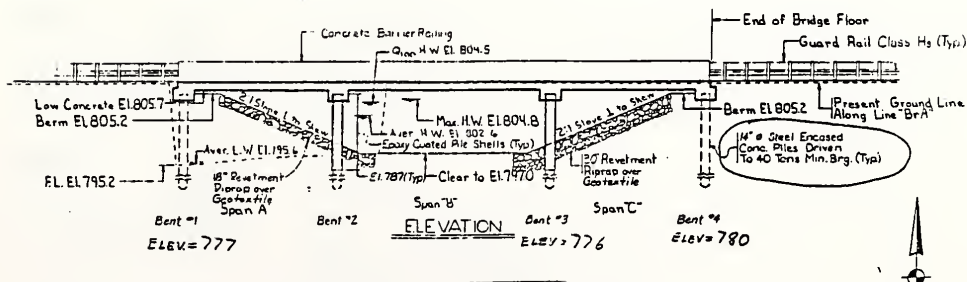 End of Bridge Floor
Concrete Barrier Railing
Guard Rail Class H5 (Typ)
Q100 H.W. El. 804.5
Low Concrete El. 805.7
Berm El. 805.2
2:1 Slope ⊥ to Skew
Max. H.W. El. 804.8
2:1 Slope ⊥ to Skew
Berm El. 805.2
Present Ground Line
Along Line "BrA"
Aver. H.W. El. 802.6
Epoxy Coated Pile Shells (Typ)
Aver. L.W. El. 795.6
14" ø Steel Encased
Conc. Piles Driven
To 40 Tons Min. Brg. (Typ)
F.L. El. 795.2
18" Revetment
Riprap over
Geotextile
El. 787 (Typ)
Clear to El. 797.0
Revetment
Riprap over
Geotextile
Span A
Span "B"
Span "C"
Bent #1
Bent #2
Bent #3
Bent #4
ELEVATION
ELEV. = 777
ELEV = 776
ELEV = 780